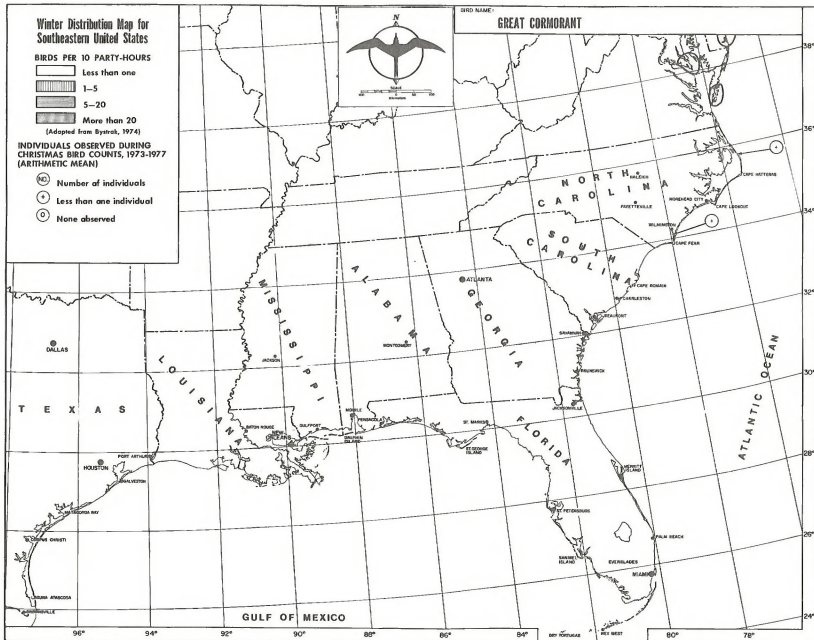 Winter Distribution Map for
Southeastern United States
BIRDS PER 10 PARTY-HOURS
Less than one
1–5
5–20
More than 20
(Adapted from Bystrak, 1974)
INDIVIDUALS OBSERVED DURING
CHRISTMAS BIRD COUNTS, 1973-1977
(ARITHMETIC MEAN)
NO. Number of individuals
+ Less than one individual
O None observed
N
SCALE
BIRD NAME:
GREAT CORMORANT
38°
36°
34°
32°
30°
28°
26°
24°
NORTH
CAROLINA
RALEIGH
FAYETTEVILLE
MOREHEAD CITY
CAPE HATTERAS
CAPE LOOKOUT
WILMINGTON
CAPE FEAR
+
+
SOUTH
CAROLINA
CAPE ROMAIN
CHARLESTON
BEAUFORT
SAVANNAH
BRUNSWICK
JACKSONVILLE
ATLANTA
GEORGIA
ALABAMA
MONTGOMERY
MISSISSIPPI
JACKSON
LOUISIANA
BATON ROUGE
NEW
ORLEANS
GULFPORT
MOBILE
DAUPHIN
ISLAND
PENSACOLA
ST. MARKS
ST. GEORGE
ISLAND
FLORIDA
MERRITT
ISLAND
ST. PETERSBURG
SANIBEL
ISLAND
PALM BEACH
EVERGLADES
MIAMI
DRY TORTUGAS
KEY WEST
DALLAS
TEXAS
PORT ARTHUR
HOUSTON
GALVESTON
MATAGORDA BAY
CORPUS CHRISTI
LAGUNA ATASCOSA
BROWNSVILLE
GULF OF MEXICO
ATLANTIC OCEAN
96°
94°
92°
90°
88°
86°
84°
80°
78°